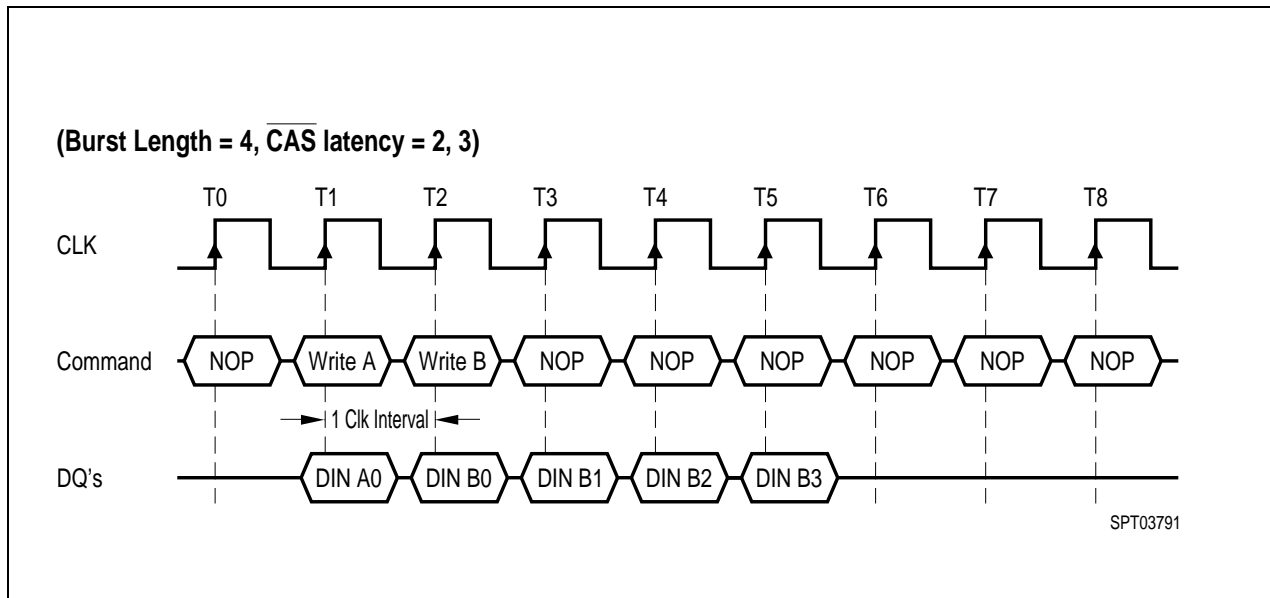 (Burst Length = 4, CAS latency = 2, 3)
T0 T1 T2 T3 T4 T5 T6 T7 T8
CLK
Command NOP Write A Write B NOP NOP NOP NOP NOP NOP
1 Clk Interval
DQ's DIN A0 DIN B0 DIN B1 DIN B2 DIN B3
SPT03791